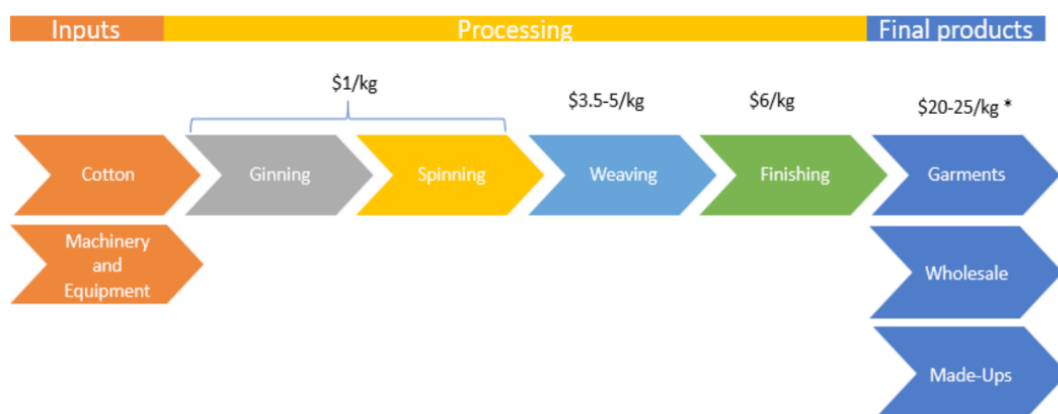 Inputs
Processing
Final products
$1/kg
$3.5-5/kg
$6/kg
$20-25/kg *
Cotton
Ginning
Spinning
Weaving
Finishing
Garments
Machinery
and
Equipment
Wholesale
Made-Ups